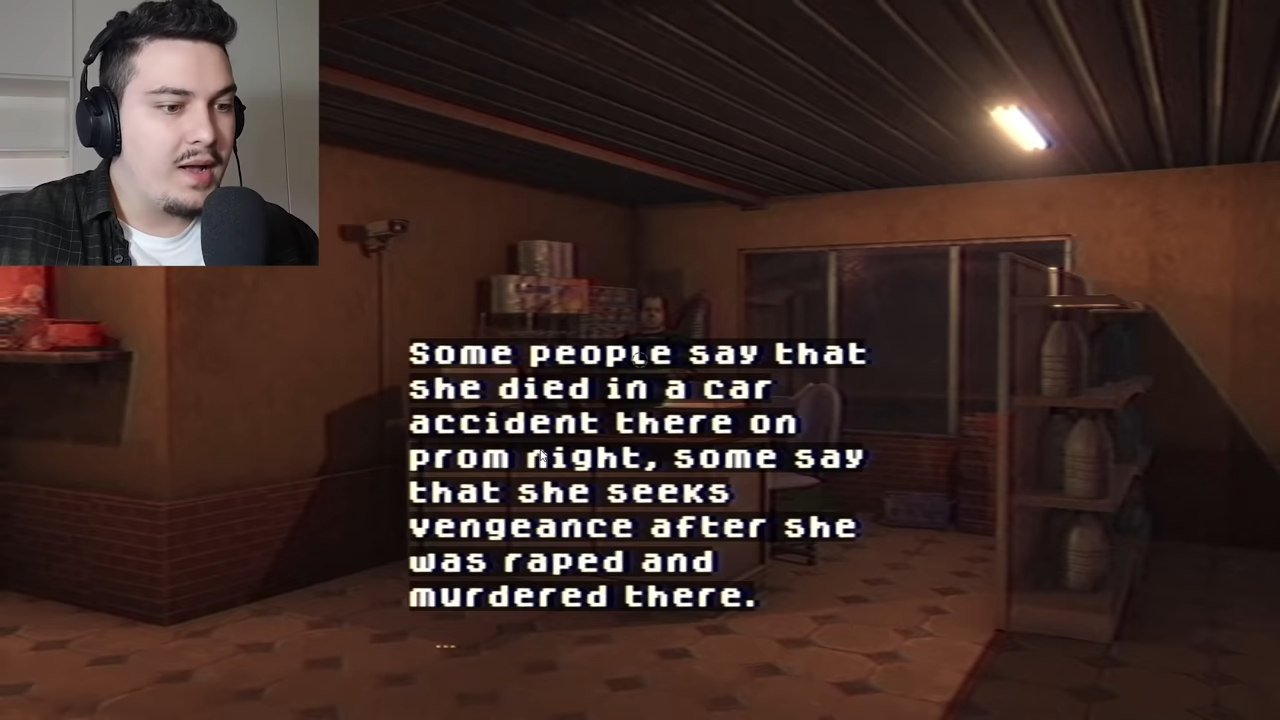 Some people say that
she died in a car
accident there on
prom night, some say
that she seeks
vengeance after she
was raped and
murdered there.
...